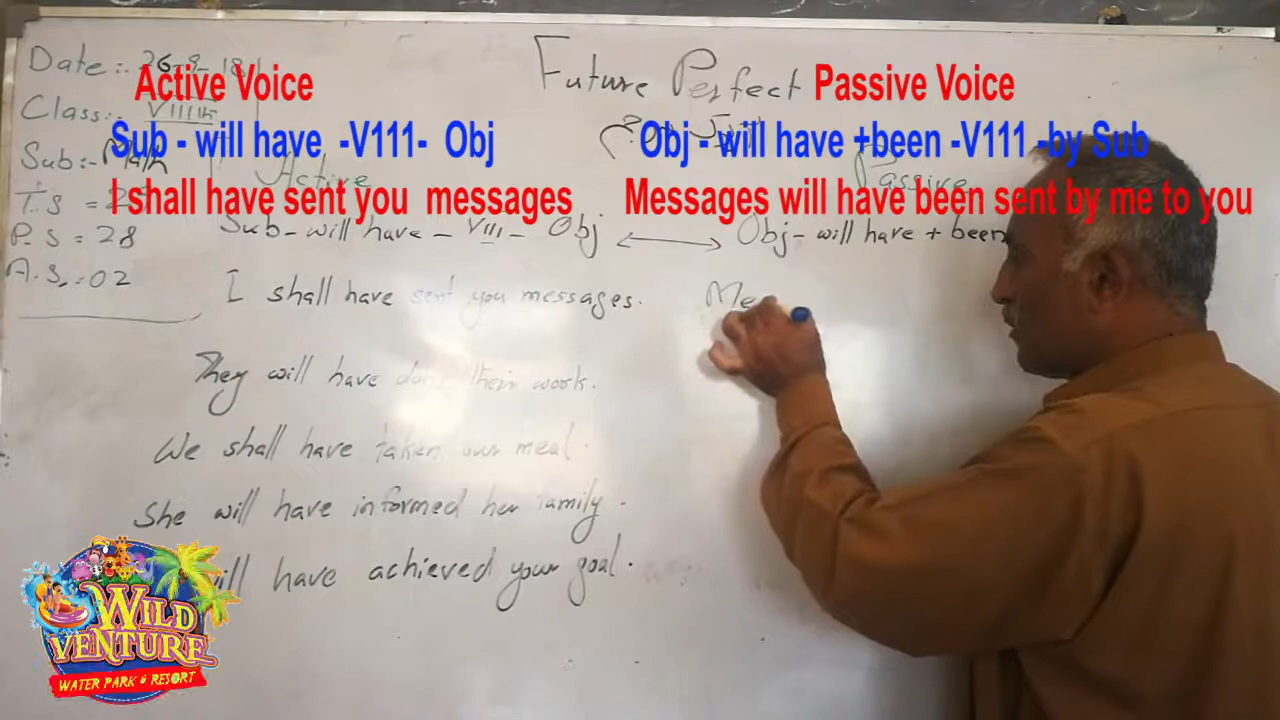 Date:- 26-9-18
Class:- VIIIth
Sub:- Math
T.S = 2
P.S = 28
A.S.:02
Future Perfect
Active Voice
Passive Voice
Sub - will have -V111- Obj
Obj - will have +been -V111 -by Sub
Active
Passive
I shall have sent you messages
Messages will have been sent by me to you
Sub-will have - VIII - Obj
Obj- will have + been
I shall have sent you messages.
Me
They will have done their work.
We shall have taken our meal.
She will have informed her family.
will have achieved your goal.
WILD
VENTURE
WATER PARK & RESORT